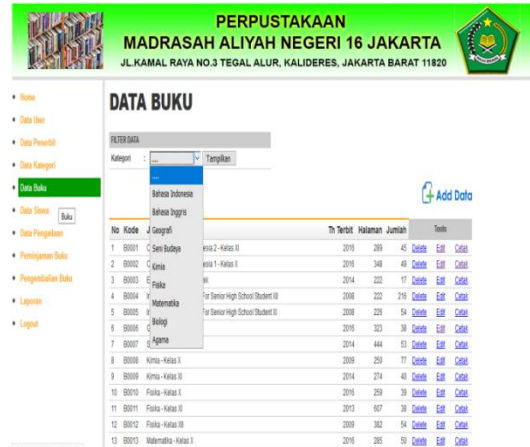 PERPUSTAKAAN
MADRASAH ALIYAH NEGERI 16 JAKARTA
JL.KAMAL RAYA NO.3 TEGAL ALUR, KALIDERES, JAKARTA BARAT 11820
Home
Data User
Data Penerbit
Data Kategori
Data Buku
Data Siswa
Buku
Data Pengadaan
Peminjaman Buku
Pengembalian Buku
Laporan
Logout
DATA BUKU
FILTER DATA
Kategori : .... Tampilkan
....
Bahasa Indonesia
Bahasa Inggris
Geografi
Seni Budaya
Kimia
Fisika
Matematika
Biologi
Agama
Add Data
No Kode J Th Terbit Halaman Jumlah Tools
1 B0001 esia 2 - Kelas XI 2016 289 45 Delete Edit Cetak
2 B0002 esia 1 - Kelas X 2016 348 49 Delete Edit Cetak
3 B0003 2014 222 17 Delete Edit Cetak
4 B0004 For Senior High School Student XII 2008 222 216 Delete Edit Cetak
5 B0005 For Senior High School Student XI 2008 226 54 Delete Edit Cetak
6 B0006 2016 323 38 Delete Edit Cetak
7 B0007 2014 444 53 Delete Edit Cetak
8 B0008 Kimia - Kelas X 2009 250 77 Delete Edit Cetak
9 B0009 Kimia - Kelas XI 2014 274 40 Delete Edit Cetak
10 B0010 Fisika - Kelas X 2016 259 39 Delete Edit Cetak
11 B0011 Fisika - Kelas XI 2013 607 38 Delete Edit Cetak
12 B0012 Fisika - Kelas XII 2009 362 54 Delete Edit Cetak
13 B0013 Matematika - Kelas X 2016 285 53 Delete Edit Cetak